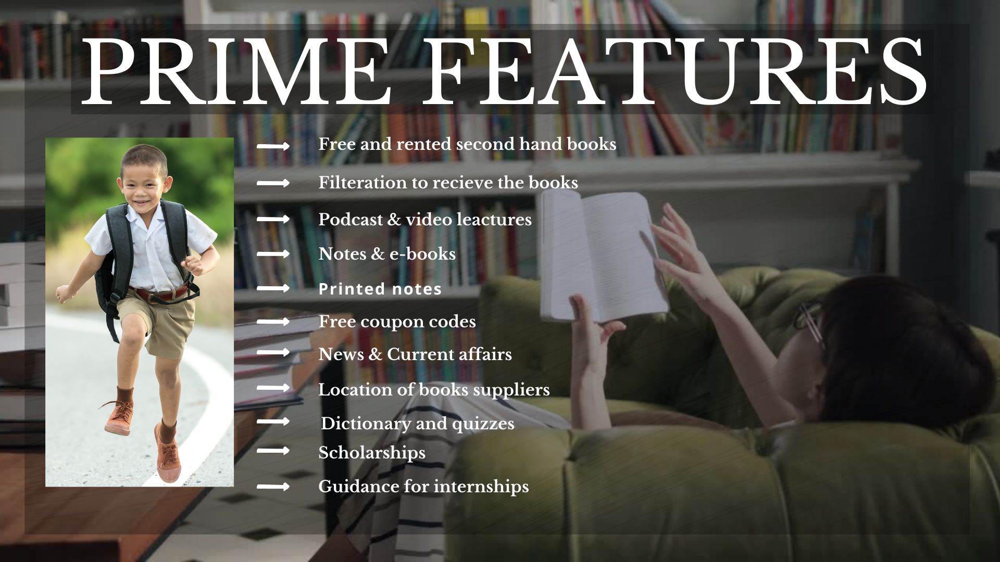 PRIME FEATURES
Free and rented second hand books
Filteration to recieve the books
Podcast & video leactures
Notes & e-books
Printed notes
Free coupon codes
News & Current affairs
Location of books suppliers
Dictionary and quizzes
Scholarships
Guidance for internships